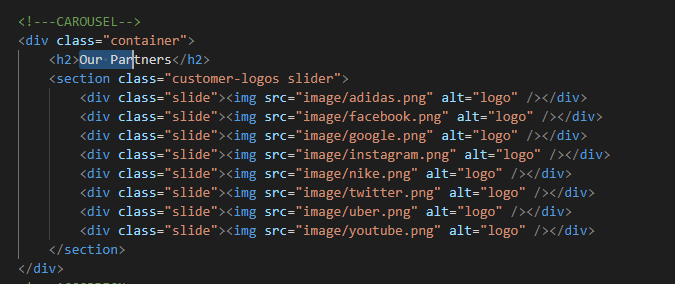 <!---CAROUSEL-->
<div class="container">
<h2>Our Partners</h2>
<section class="customer-logos slider">
<div class="slide"><img src="image/adidas.png" alt="logo" /></div>
<div class="slide"><img src="image/facebook.png" alt="logo" /></div>
<div class="slide"><img src="image/google.png" alt="logo" /></div>
<div class="slide"><img src="image/instagram.png" alt="logo" /></div>
<div class="slide"><img src="image/nike.png" alt="logo" /></div>
<div class="slide"><img src="image/twitter.png" alt="logo" /></div>
<div class="slide"><img src="image/uber.png" alt="logo" /></div>
<div class="slide"><img src="image/youtube.png" alt="logo" /></div>
</section>
</div>